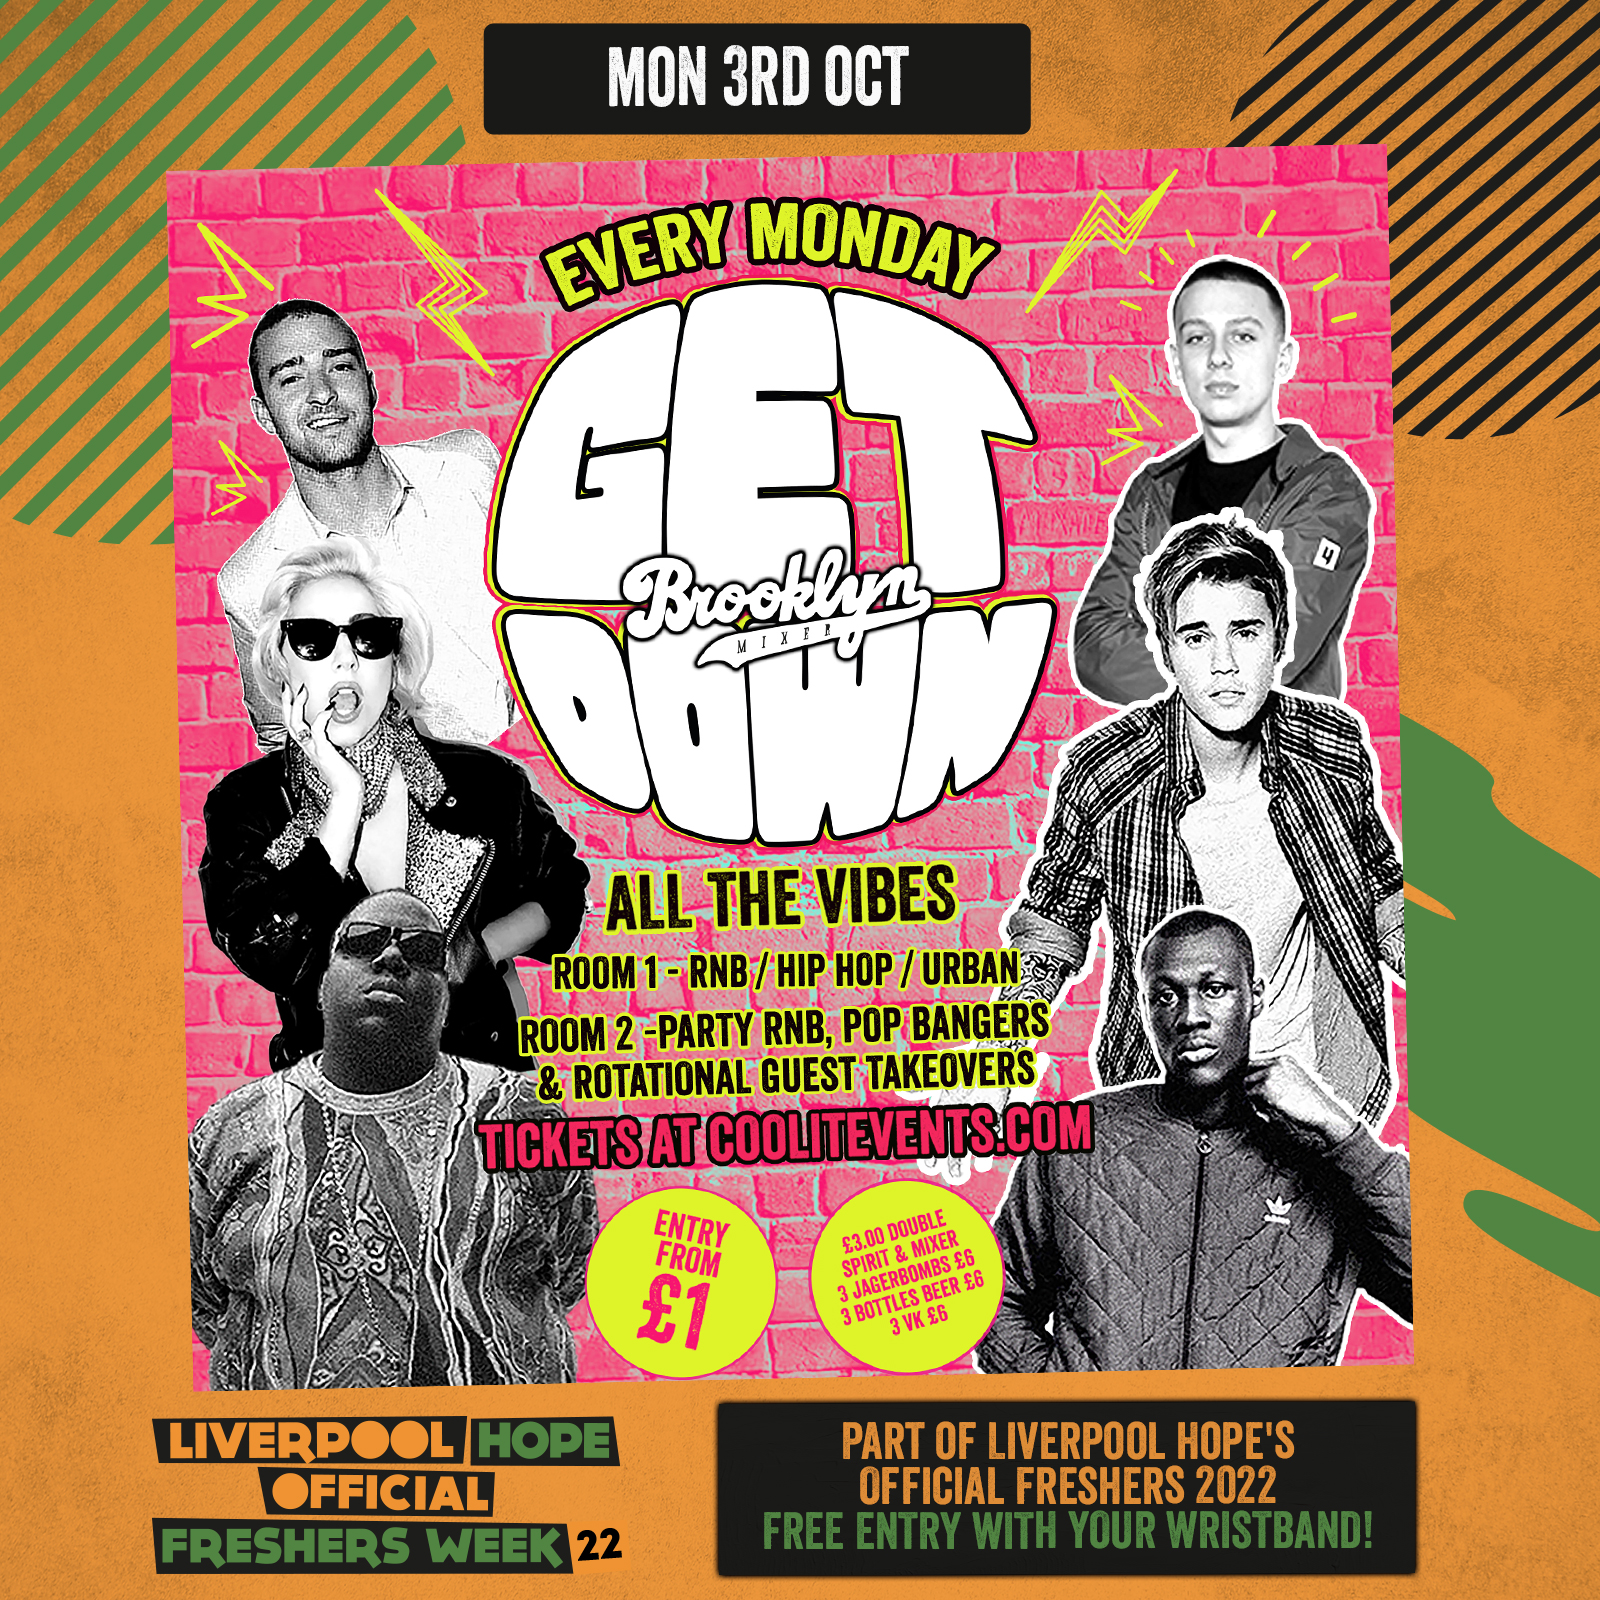 MON 3RD OCT
EVERY MONDAY
GET
Brooklyn
MIXER
DOWN
4
ALL THE VIBES
ROOM 1 - RNB / HIP HOP / URBAN
ROOM 2 -PARTY RNB, POP BANGERS
& ROTATIONAL GUEST TAKEOVERS
TICKETS AT COOLITEVENTS.COM
ENTRY
FROM
£1
£3.00 DOUBLE
SPIRIT & MIXER
3 JAGERBOMBS £6
3 BOTTLES BEER £6
3 VK £6
LIVERPOOL HOPE
OFFICIAL
FRESHERS WEEK 22
PART OF LIVERPOOL HOPE'S
OFFICIAL FRESHERS 2022
FREE ENTRY WITH YOUR WRISTBAND!